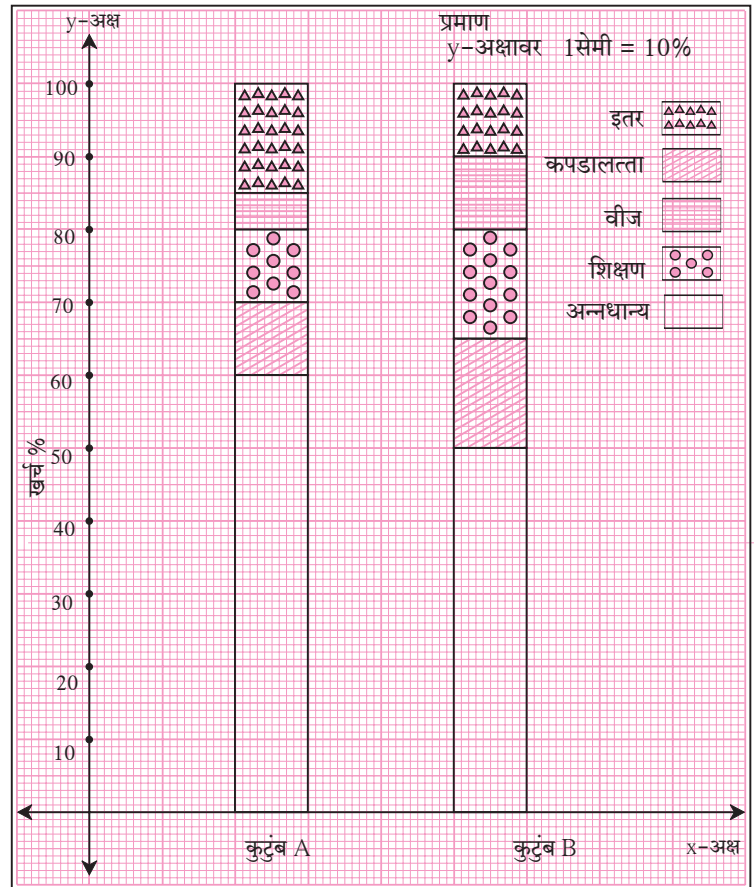 y-अक्ष
प्रमाण
y-अक्षावर 1सेमी = 10%
100
90
80
70
60
50
40
30
20
10
खर्च %
इतर
कपडालत्ता
वीज
शिक्षण
अन्नधान्य
कुटुंब A
कुटुंब B
x-अक्ष